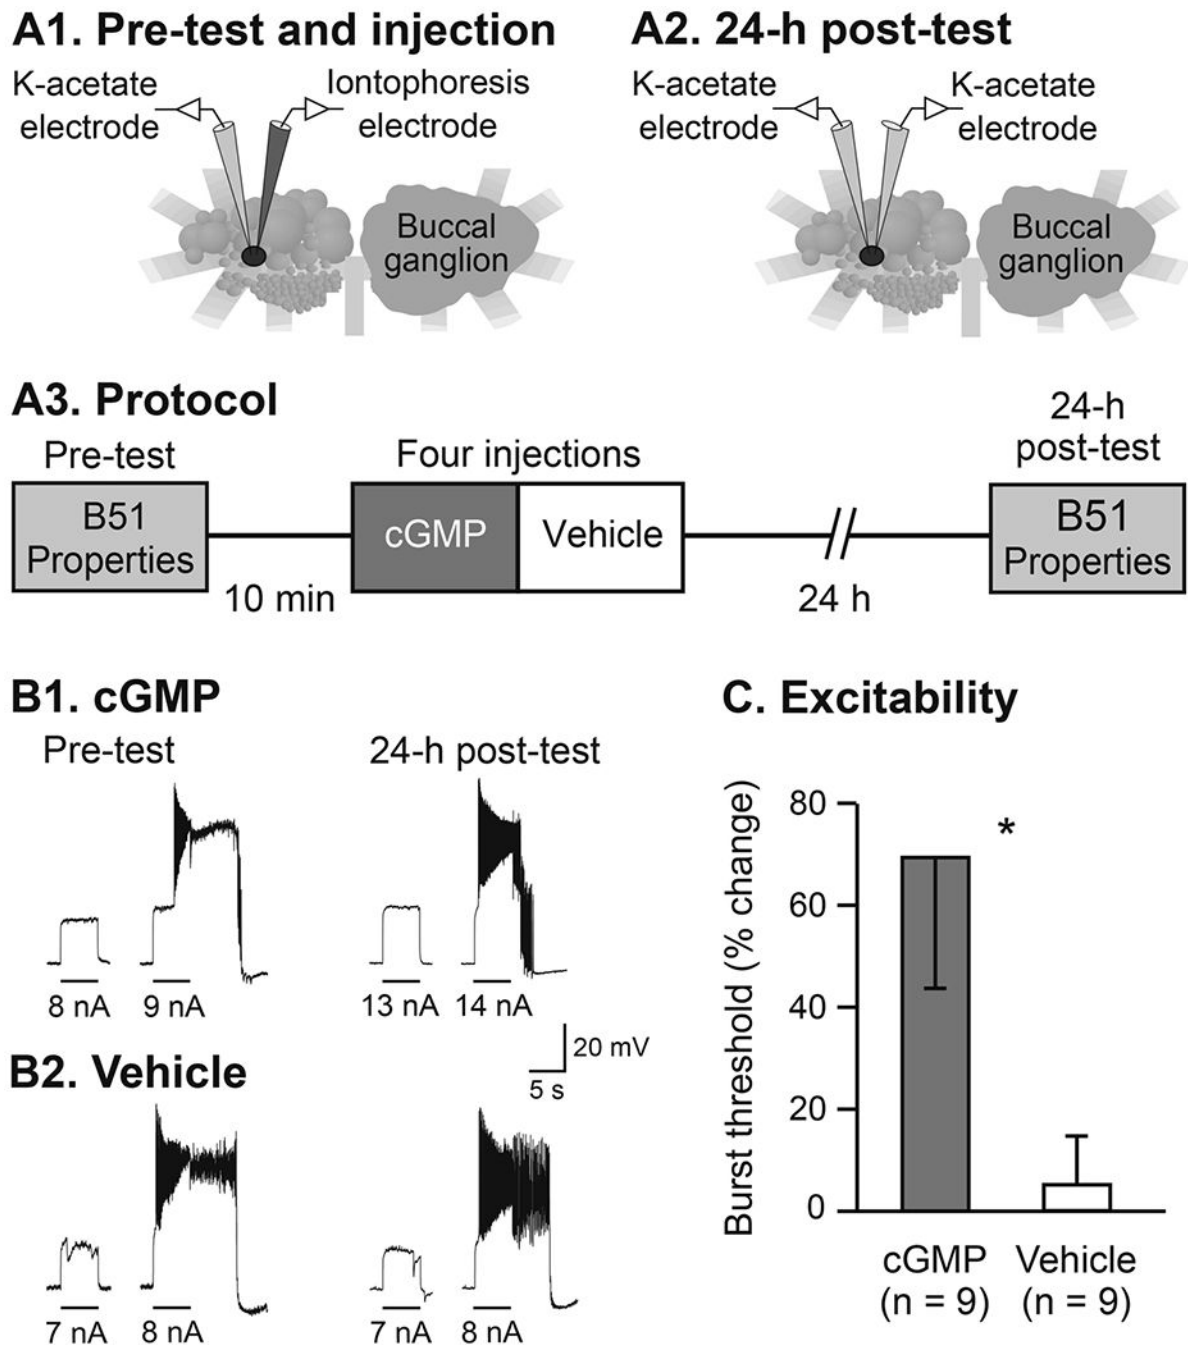 A1. Pre-test and injection
K-acetate
electrode
Iontophoresis
electrode
Buccal
ganglion
A2. 24-h post-test
K-acetate
electrode
K-acetate
electrode
Buccal
ganglion
A3. Protocol
Pre-test
B51
Properties
10 min
Four injections
cGMP
Vehicle
24 h
24-h
post-test
B51
Properties
B1. cGMP
Pre-test
24-h post-test
8 nA
9 nA
13 nA
14 nA
20 mV
5 s
B2. Vehicle
7 nA
8 nA
7 nA
8 nA
C. Excitability
Burst threshold (% change)
80
60
40
20
0
*
cGMP
(n = 9)
Vehicle
(n = 9)